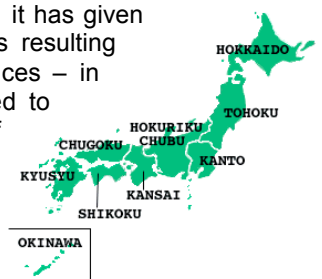 it has given
s resulting
ces – in
ed to
HOKKAIDO
TOHOKU
HOKURIKU
CHUBU
CHUGOKU
KANTO
KYUSYU
KANSAI
SHIKOKU
OKINAWA